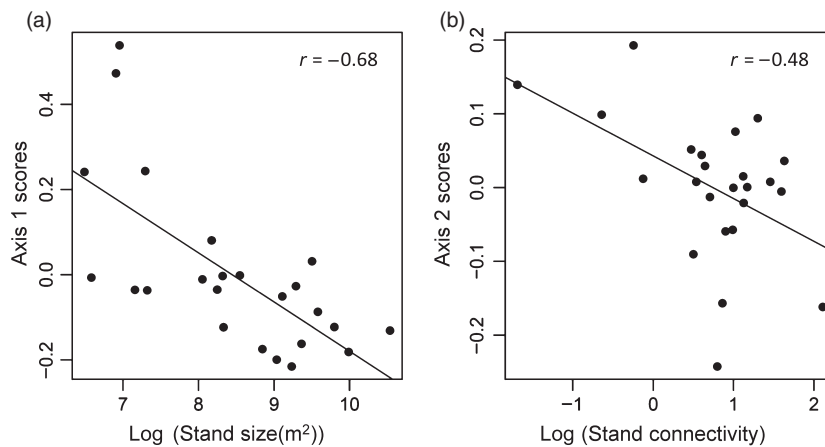 (a)
r = −0.68
Axis 1 scores
−0.2
0.0
0.2
0.4
7
8
9
10
Log (Stand size(m²))
(b)
r = −0.48
Axis 2 scores
−0.2
−0.1
0.0
0.1
0.2
−1
0
1
2
Log (Stand connectivity)